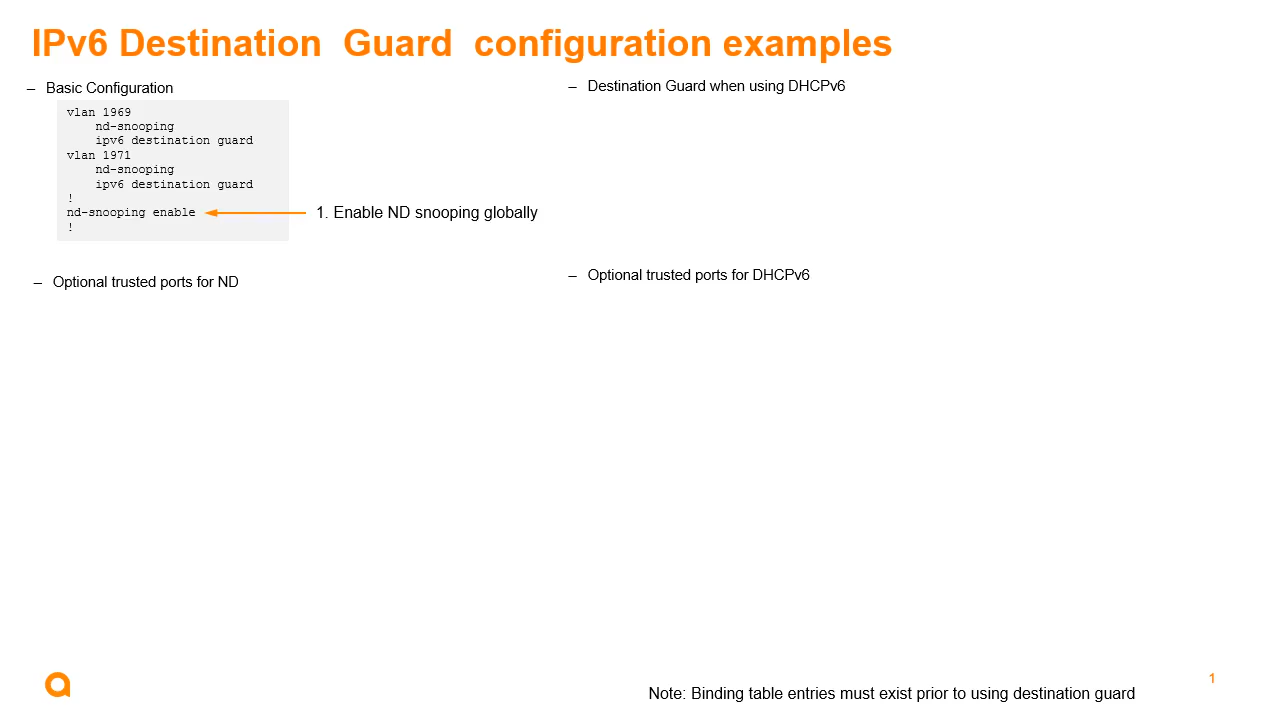 IPv6 Destination  Guard  configuration examples
– Basic Configuration
vlan 1969
    nd-snooping
    ipv6 destination guard
vlan 1971
    nd-snooping
    ipv6 destination guard
!
nd-snooping enable
!
1. Enable ND snooping globally
– Optional trusted ports for ND
– Destination Guard when using DHCPv6
– Optional trusted ports for DHCPv6
Note: Binding table entries must exist prior to using destination guard
1